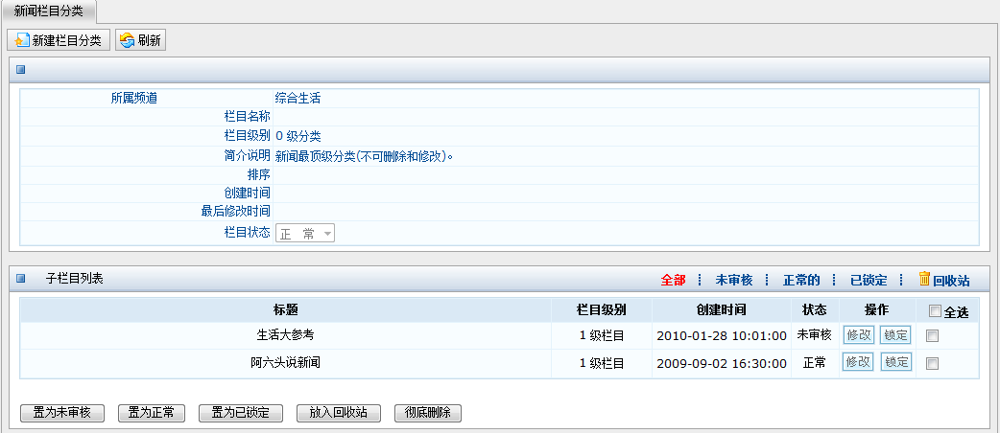 新闻栏目分类
新建栏目分类 刷新
所属频道 综合生活
栏目名称
栏目级别 0 级分类
简介说明 新闻最顶级分类(不可删除和修改)。
排序
创建时间
最后修改时间
栏目状态 正 常
子栏目列表 全部 未审核 正常的 已锁定 回收站
标题 栏目级别 创建时间 状态 操作 全选
生活大参考 1 级栏目 2010-01-28 10:01:00 未审核 修改 锁定
阿六头说新闻 1 级栏目 2009-09-02 16:30:00 正常 修改 锁定
置为未审核 置为正常 置为已锁定 放入回收站 彻底删除